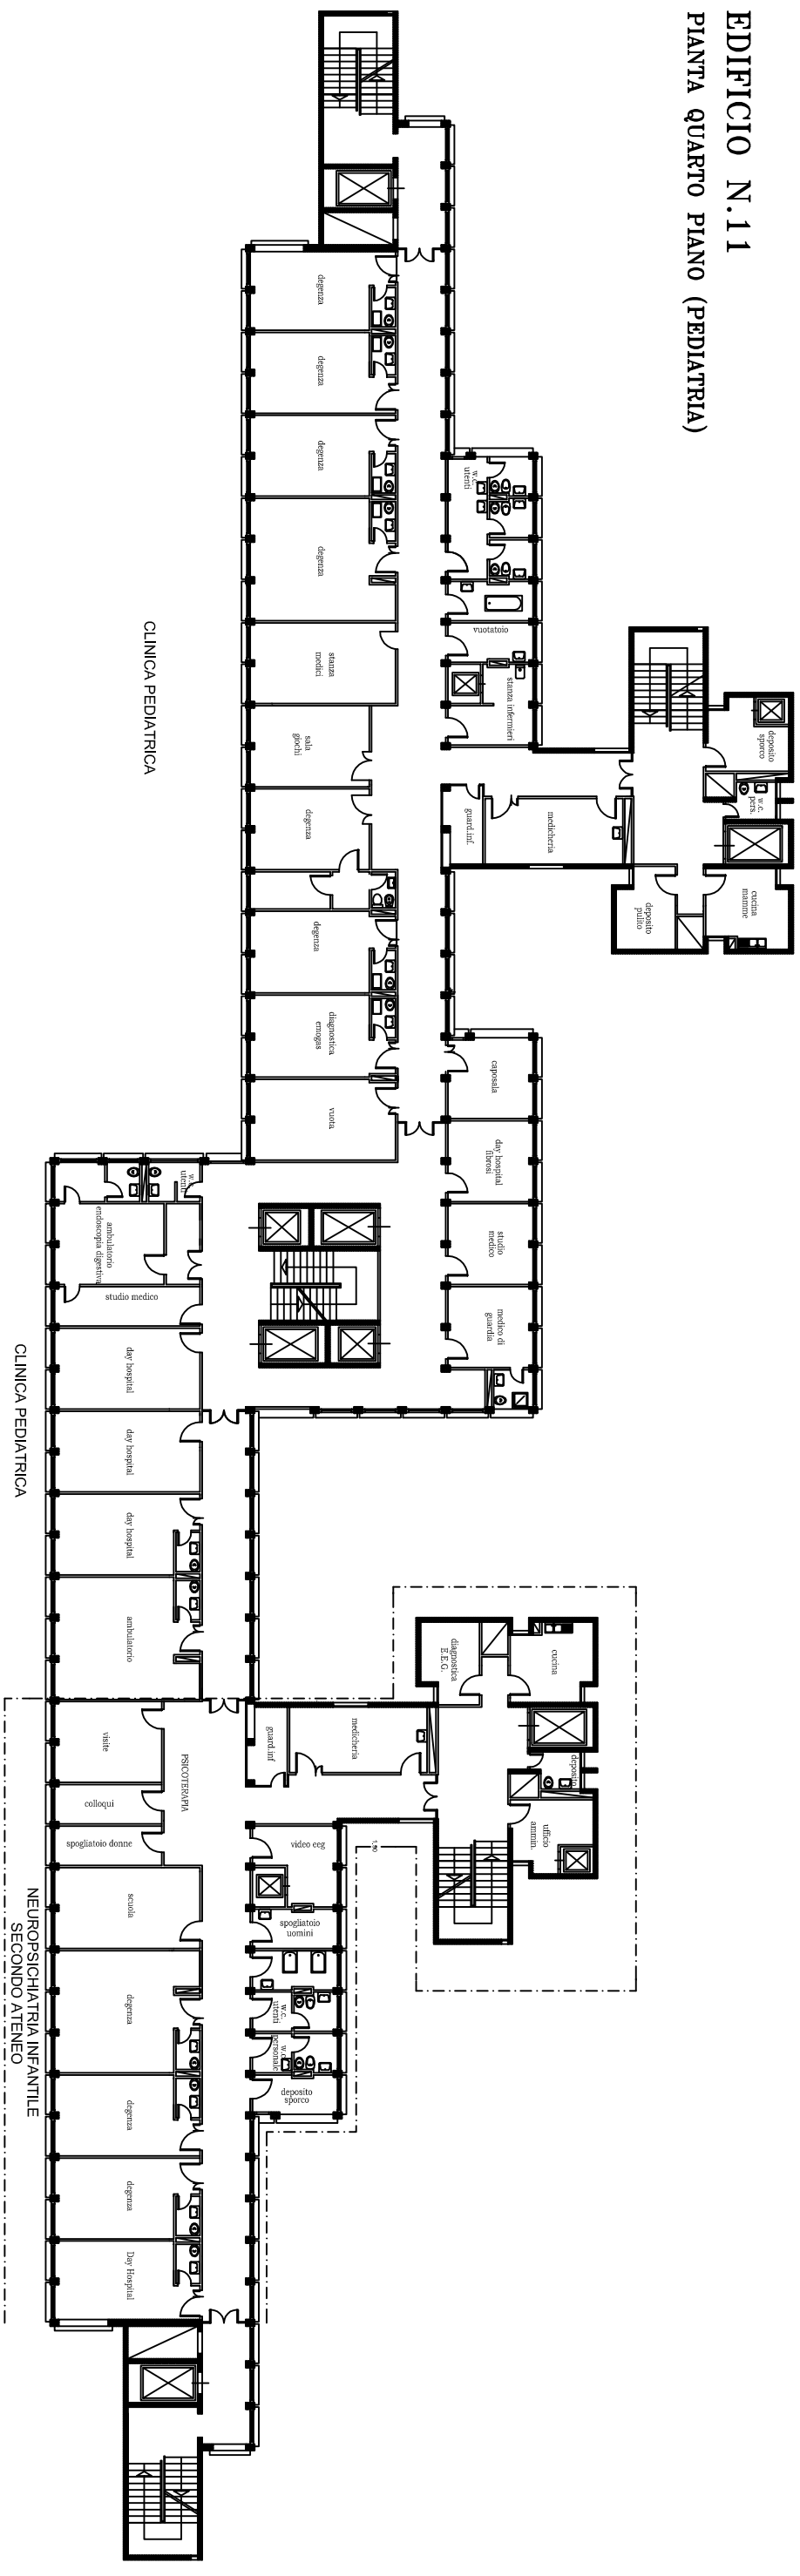 EDIFICIO N.11
PIANTA QUARTO PIANO (PEDIATRIA)
degenza
degenza
degenza
degenza
stanza
medici
sala
giochi
degenza
degenza
diagnostica
emogas
vuota
w.c.
utenti
vuotatoio
stanza infermieri
guard.inf.
medicheria
deposito
sporco
w.c.
pers.
cucina
mamme
deposito
pulito
caposala
day hospital
fibrosi
studio
medico
medico di
guardia
CLINICA PEDIATRICA
w.c.
utenti
ambulatorio
endoscopia digestiva
studio medico
day hospital
day hospital
day hospital
ambulatorio
CLINICA PEDIATRICA
diagnostica
E.E.G.
cucina
deposito
ufficio
ammin.
medicheria
guard.inf
visite
PSICOTERAPIA
colloqui
spogliatoio donne
scuola
degenza
degenza
degenza
Day Hospital
video eeg
1,50
spogliatoio
uomini
w.c.
utenti
w.c.
personale
deposito
sporco
NEUROPSICHIATRIA INFANTILE
SECONDO ATENEO